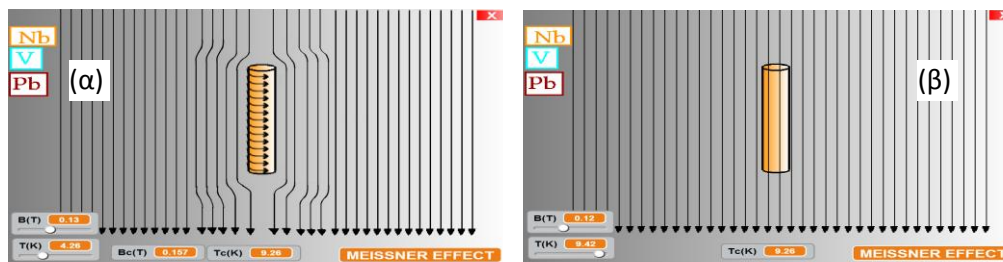 X
Nb
V
Pb
(α)
B(T) 0.13
T(K) 4.26
Bc(T) 0.157
Tc(K) 9.26
MEISSNER EFFECT
X
Nb
V
Pb
(β)
B(T) 0.12
T(K) 9.42
Tc(K) 9.26
MEISSNER EFFECT